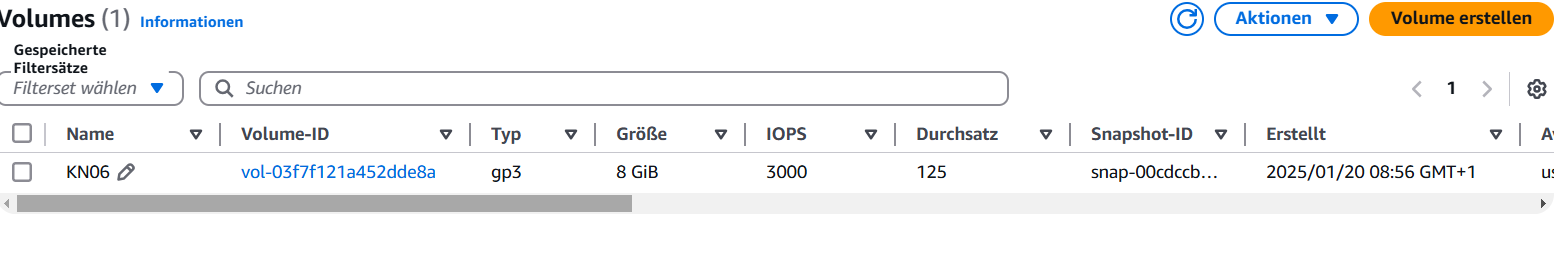 Volumes (1) Informationen
Aktionen Volume erstellen
Gespeicherte
Filtersätze
Filterset wählen Suchen 1
Name Volume-ID Typ Größe IOPS Durchsatz Snapshot-ID Erstellt
KN06 vol-03f7f121a452dde8a gp3 8 GiB 3000 125 snap-00cdccb... 2025/01/20 08:56 GMT+1